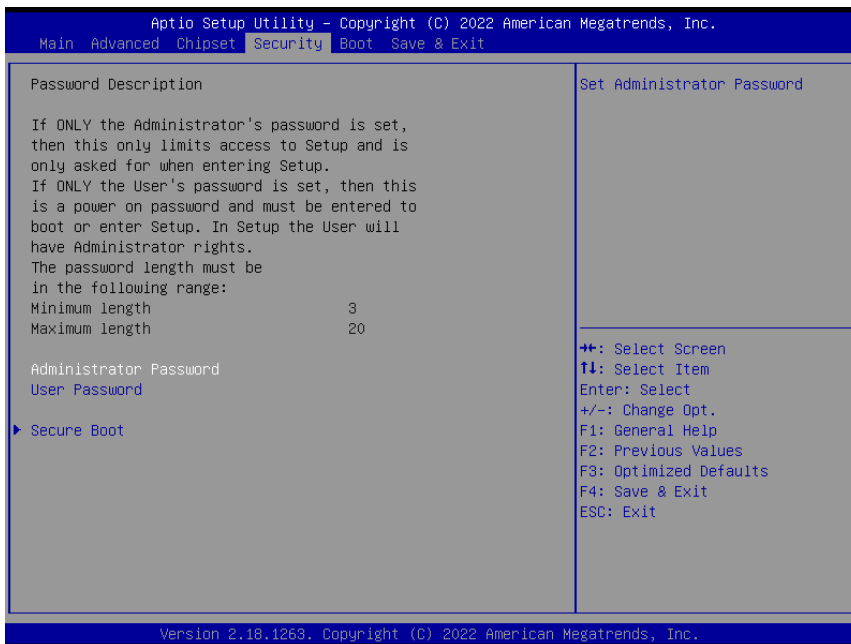 Aptio Setup Utility – Copyright (C) 2022 American Megatrends, Inc.
Main Advanced Chipset Security Boot Save & Exit
Password Description
Set Administrator Password
If ONLY the Administrator's password is set,
then this only limits access to Setup and is
only asked for when entering Setup.
If ONLY the User's password is set, then this
is a power on password and must be entered to
boot or enter Setup. In Setup the User will
have Administrator rights.
The password length must be
in the following range:
Minimum length 3
Maximum length 20
Administrator Password
User Password
Secure Boot
→←: Select Screen
↑↓: Select Item
Enter: Select
+/-: Change Opt.
F1: General Help
F2: Previous Values
F3: Optimized Defaults
F4: Save & Exit
ESC: Exit
Version 2.18.1263. Copyright (C) 2022 American Megatrends, Inc.